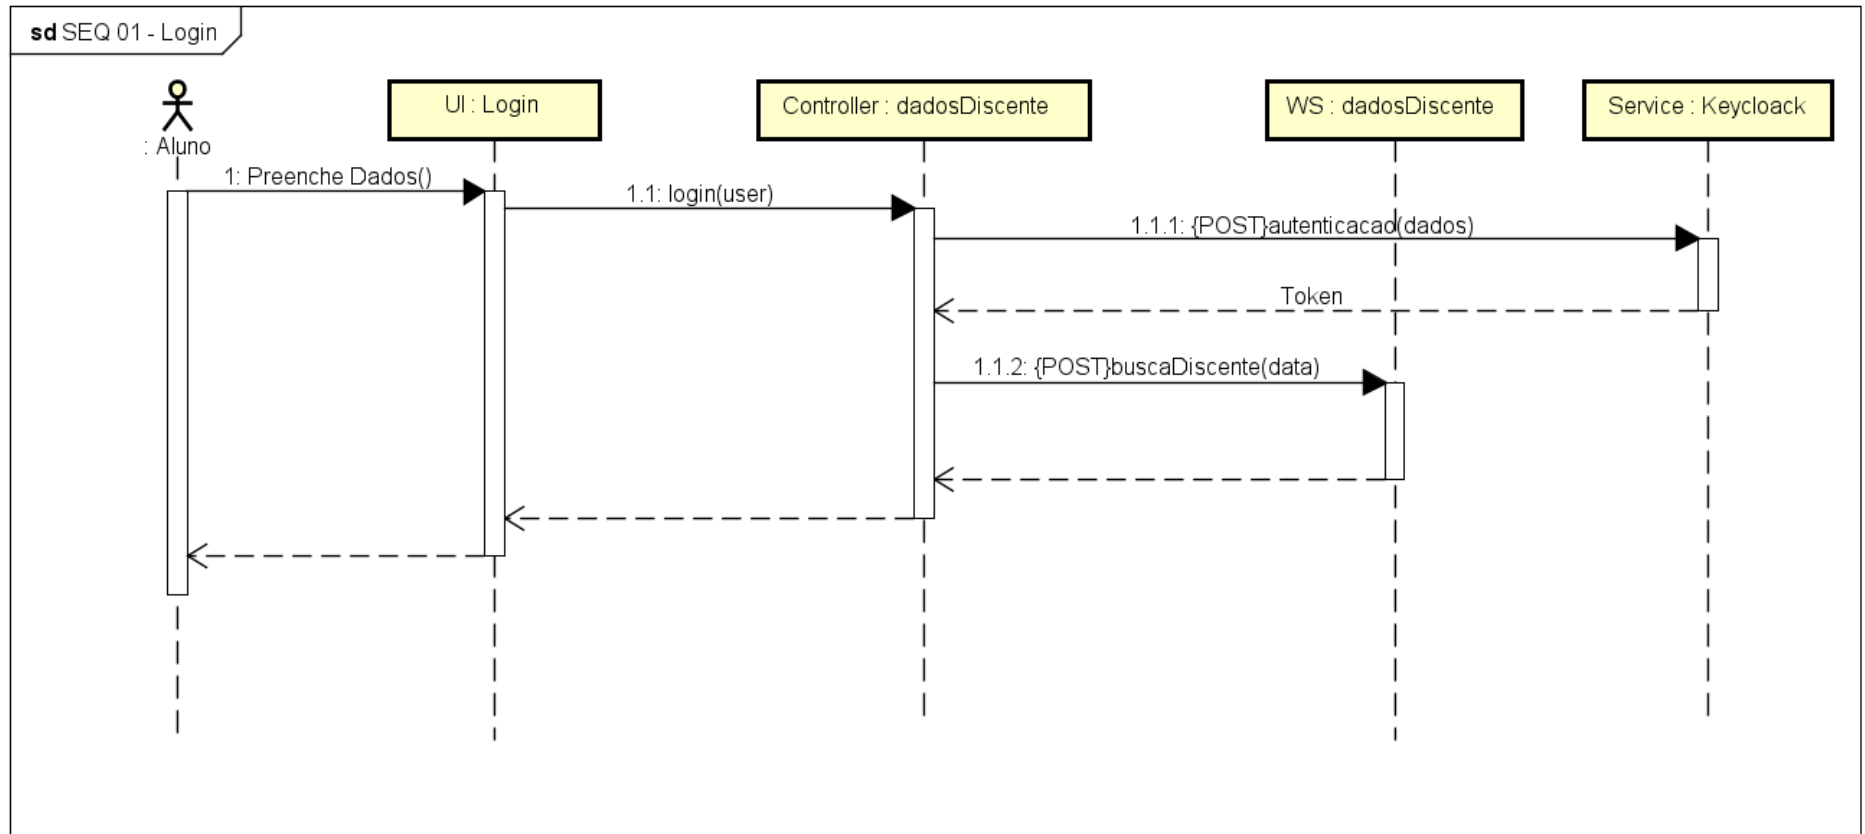 sd SEQ 01 - Login
: Aluno
UI : Login
Controller : dadosDiscente
WS : dadosDiscente
Service : Keycloack
1: Preenche Dados()
1.1: login(user)
1.1.1: {POST}autenticacao(dados)
Token
1.1.2: {POST}buscaDiscente(data)